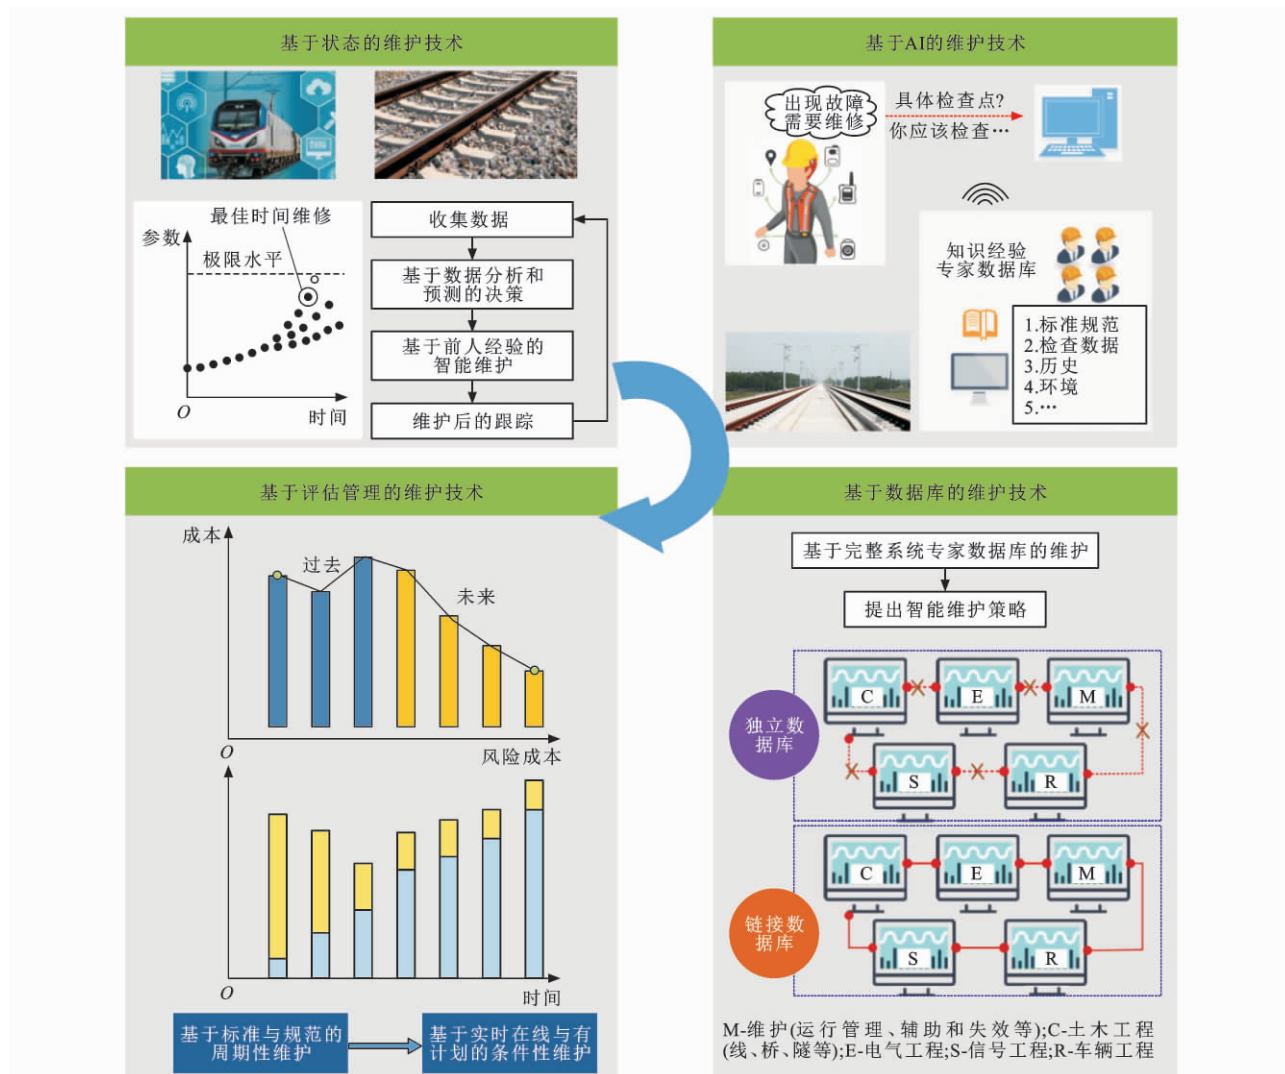 基于状态的维护技术
最佳时间维修
参数
极限水平
O
时间
收集数据
基于数据分析和
预测的决策
基于前人经验的
智能维护
维护后的跟踪
基于AI的维护技术
出现故障
需要维修
具体检查点?
你应该检查…
知识经验
专家数据库
1.标准规范
2.检查数据
3.历史
4.环境
5.…
基于评估管理的维护技术
成本
过去
未来
O
风险成本
O
时间
基于标准与规范的
周期性维护
基于实时在线与有
计划的条件性维护
基于数据库的维护技术
基于完整系统专家数据库的维护
提出智能维护策略
独立数
据库
C
E
M
S
R
链接数
据库
C
E
M
S
R
M-维护(运行管理、辅助和失效等);C-土木工程
(线、桥、隧等);E-电气工程;S-信号工程;R-车辆工程